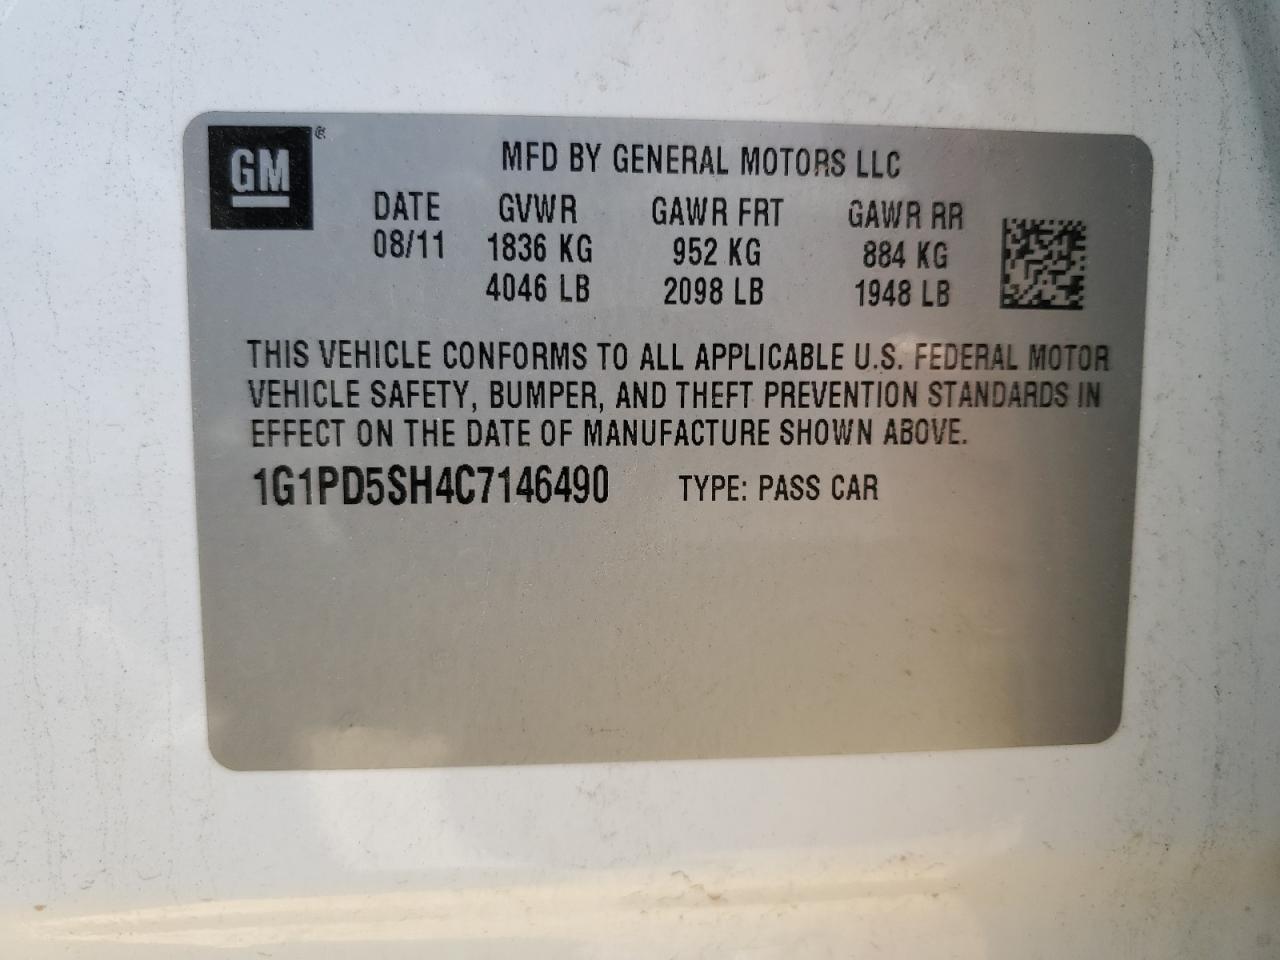 GM ®
MFD BY GENERAL MOTORS LLC
DATE GVWR GAWR FRT GAWR RR
08/11 1836 KG 952 KG 884 KG
4046 LB 2098 LB 1948 LB
THIS VEHICLE CONFORMS TO ALL APPLICABLE U.S. FEDERAL MOTOR
VEHICLE SAFETY, BUMPER, AND THEFT PREVENTION STANDARDS IN
EFFECT ON THE DATE OF MANUFACTURE SHOWN ABOVE.
1G1PD5SH4C7146490 TYPE: PASS CAR